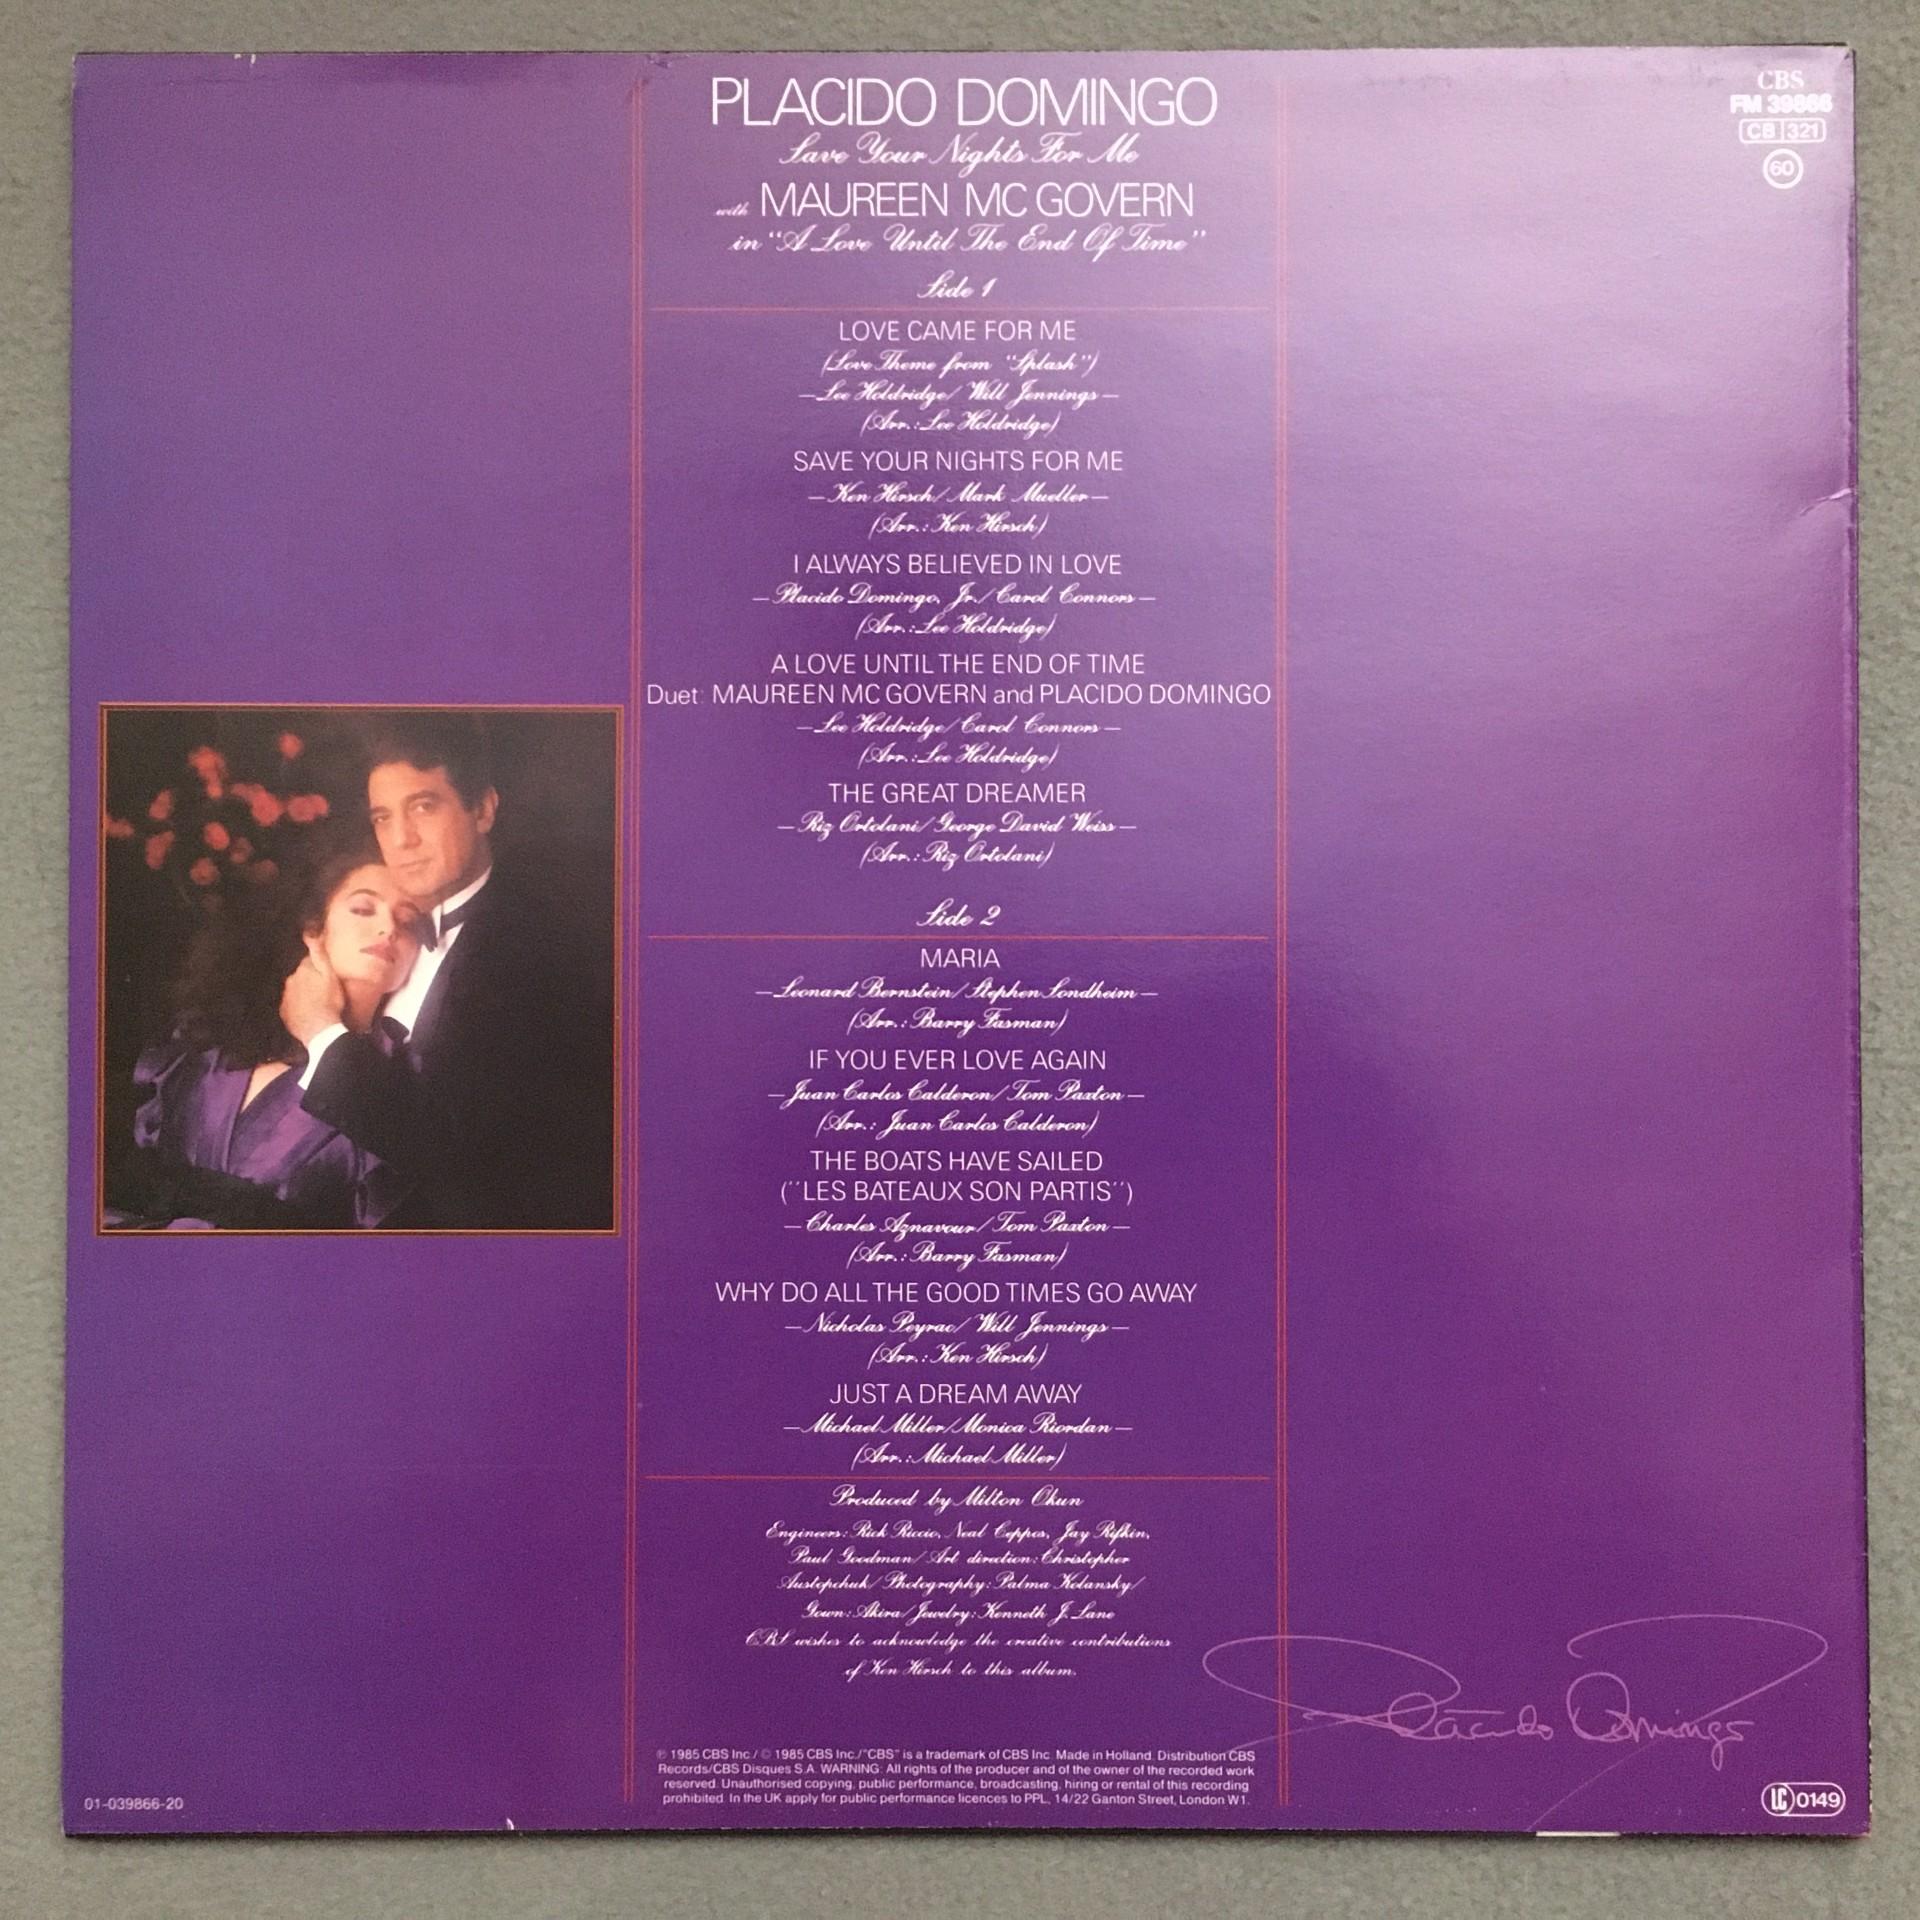 PLACIDO DOMINGO
Save Your Nights For Me
with MAUREEN MC GOVERN
in "A Love Until The End Of Time"
CBS
FM 39866
CB 321
60
Side 1
LOVE CAME FOR ME
(Love Theme from "Splash")
—Lee Holdridge/Will Jennings—
(Arr.: Lee Holdridge)
SAVE YOUR NIGHTS FOR ME
—Ken Hirsch/Mark Mueller—
(Arr.: Ken Hirsch)
I ALWAYS BELIEVED IN LOVE
—Placido Domingo, Jr./Carol Connors—
(Arr.: Lee Holdridge)
A LOVE UNTIL THE END OF TIME
Duet: MAUREEN MC GOVERN and PLACIDO DOMINGO
—Lee Holdridge/Carol Connors—
(Arr.: Lee Holdridge)
THE GREAT DREAMER
—Riz Ortolani/George David Weiss—
(Arr.: Riz Ortolani)
Side 2
MARIA
—Leonard Bernstein/Stephen Sondheim—
(Arr.: Barry Fasman)
IF YOU EVER LOVE AGAIN
—Juan Carlos Calderon/Tom Paxton—
(Arr.: Juan Carlos Calderon)
THE BOATS HAVE SAILED
("LES BATEAUX SON PARTIS")
—Charles Aznavour/Tom Paxton—
(Arr.: Barry Fasman)
WHY DO ALL THE GOOD TIMES GO AWAY
—Nicholas Peyrac/Will Jennings—
(Arr.: Ken Hirsch)
JUST A DREAM AWAY
—Michael Miller/Monica Riordan—
(Arr.: Michael Miller)
Produced by Milton Okun
Engineers: Rick Riccio, Neal Ceppos, Jay Rifkin,
Paul Goodman/Art direction: Christopher
Austopchuk/Photography: Palma Kolansky/
Gown: Akira/Jewelry: Kenneth J. Lane
CBS wishes to acknowledge the creative contributions
of Ken Hirsch to this album.
Placido Domingo
℗ 1985 CBS Inc./© 1985 CBS Inc./"CBS" is a trademark of CBS Inc. Made in Holland. Distribution CBS
Records/CBS Disques S.A. WARNING: All rights of the producer and of the owner of the recorded work
reserved. Unauthorised copying, public performance, broadcasting, hiring or rental of this recording
prohibited. In the UK apply for public performance licences to PPL, 14/22 Ganton Street, London W1.
01-039866-20
LC 0149